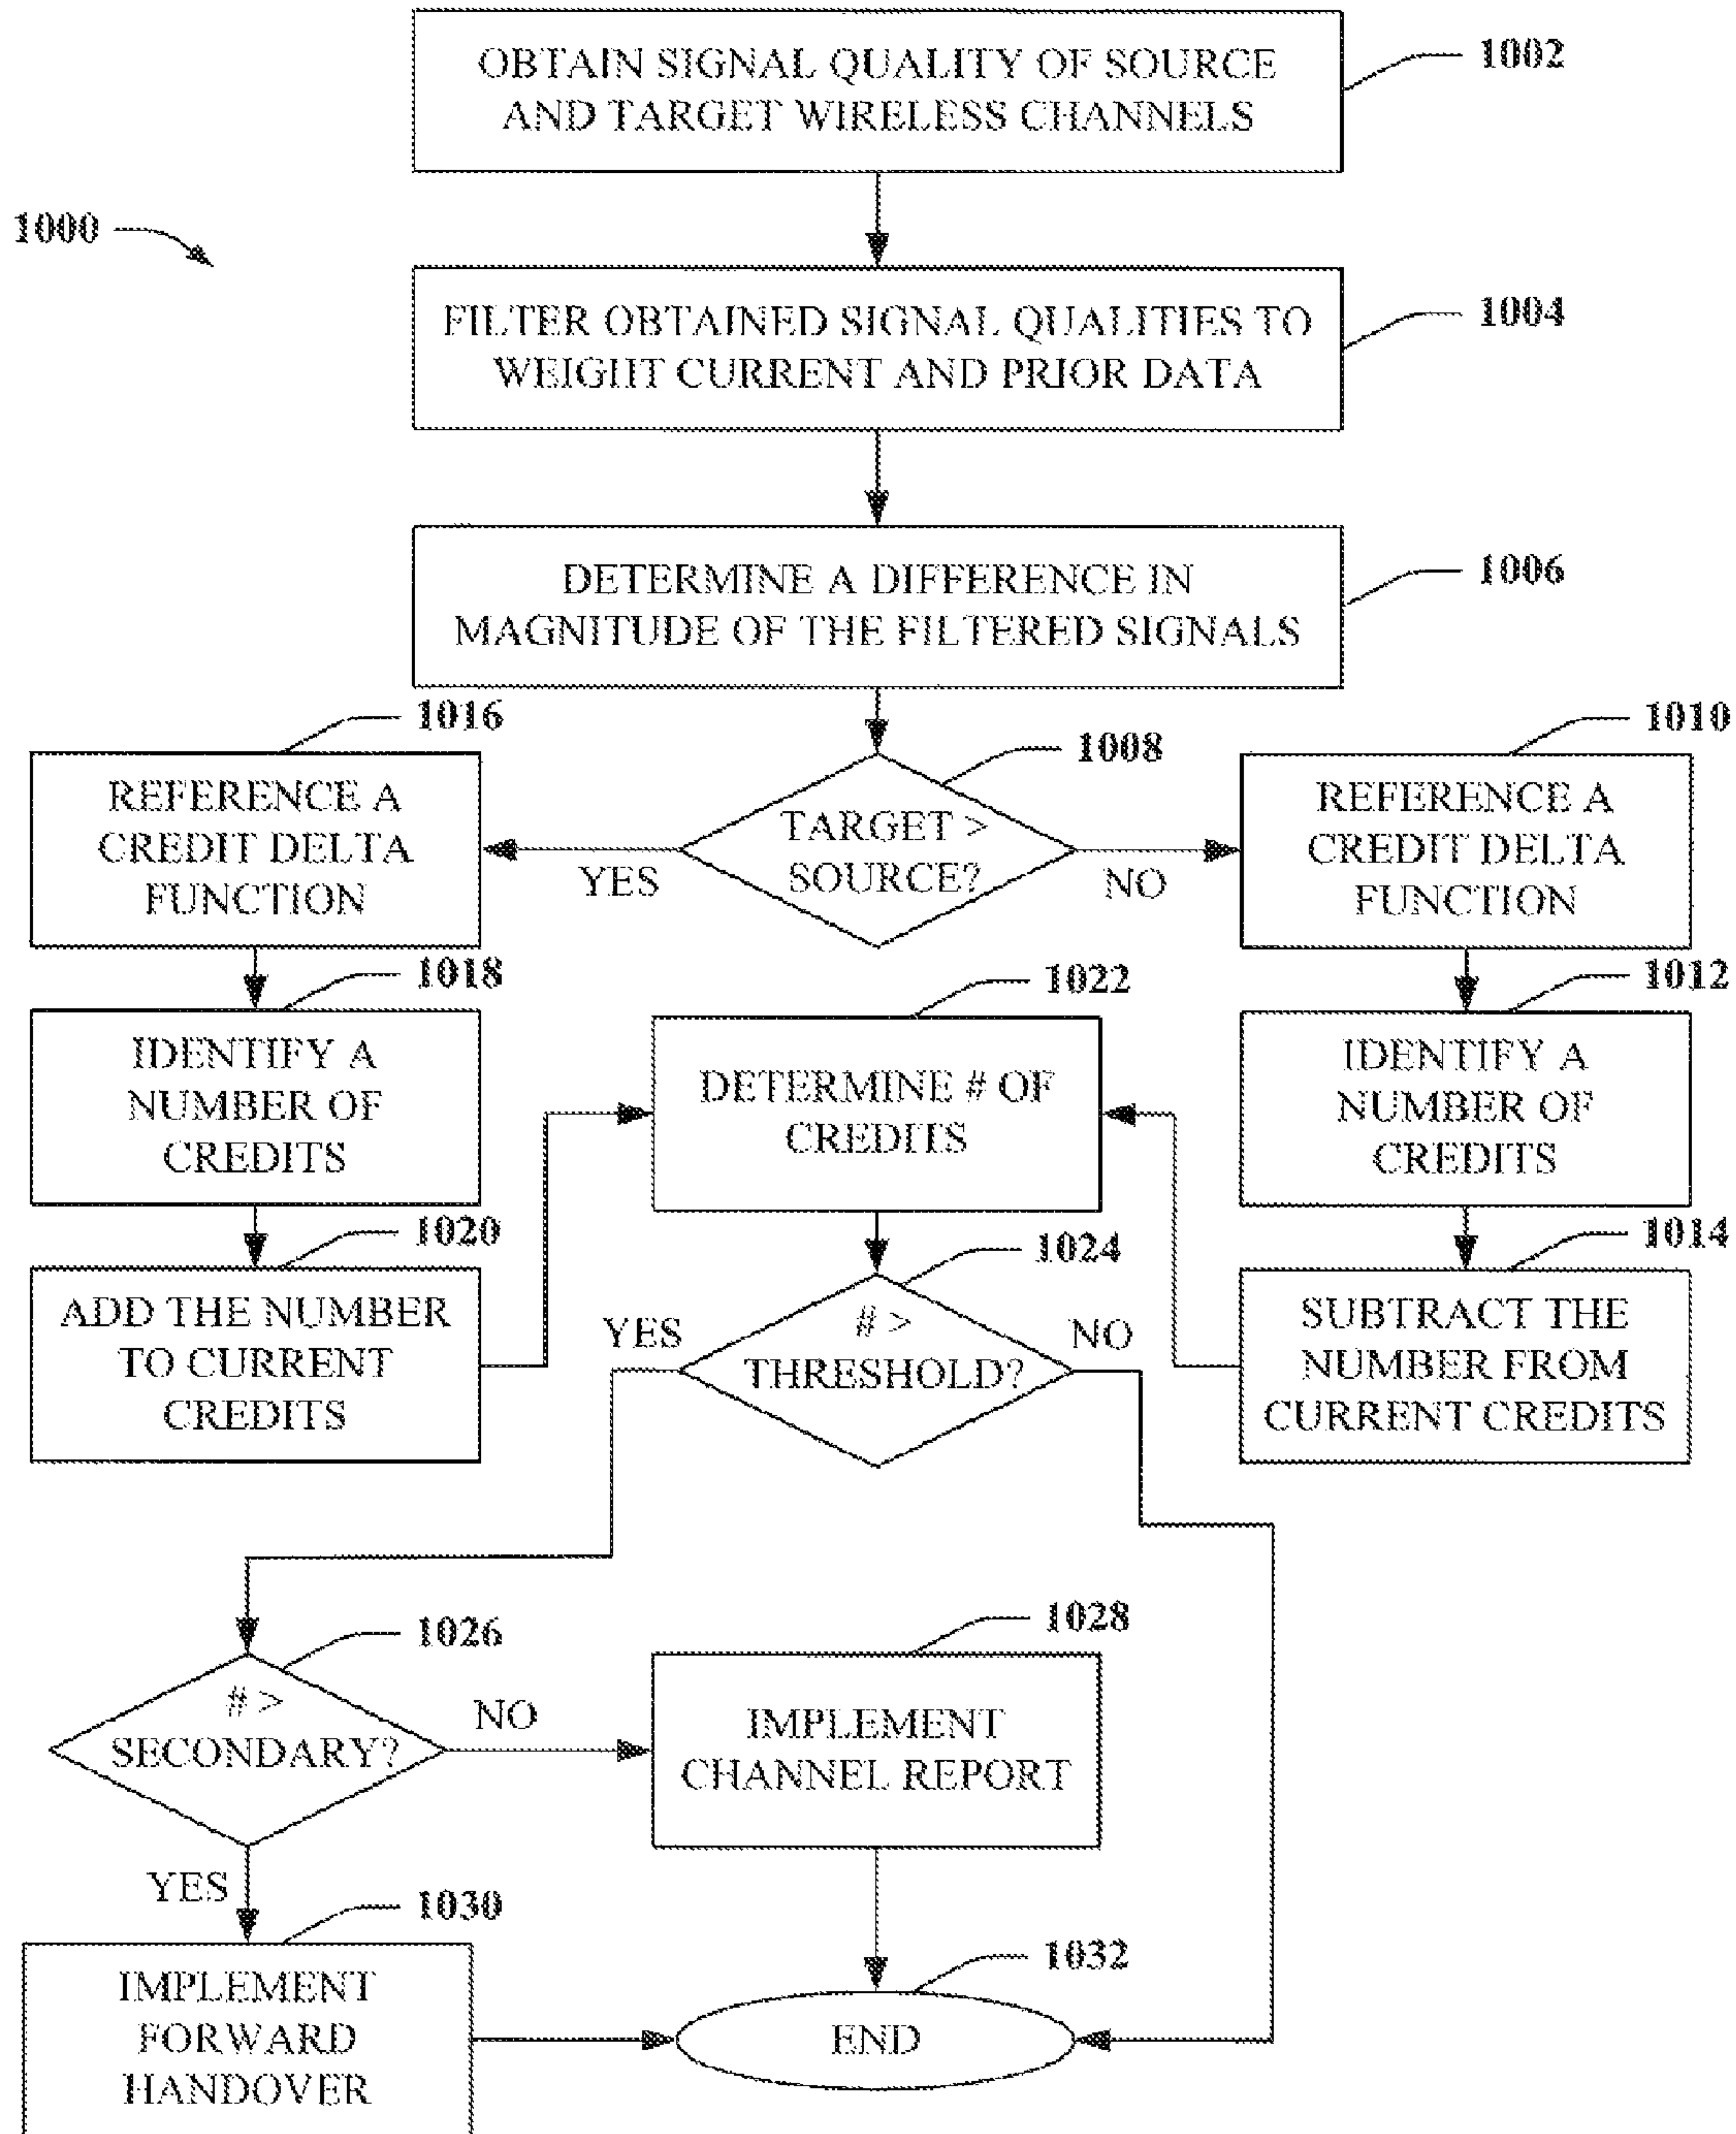 OBTAIN SIGNAL QUALITY OF SOURCE
AND TARGET WIRELESS CHANNELS
1002
1000
FILTER OBTAINED SIGNAL QUALITIES TO
WEIGHT CURRENT AND PRIOR DATA
1004
DETERMINE A DIFFERENCE IN
MAGNITUDE OF THE FILTERED SIGNALS
1006
1016
REFERENCE A
CREDIT DELTA
FUNCTION
1008
TARGET >
SOURCE?
YES
NO
1010
REFERENCE A
CREDIT DELTA
FUNCTION
1018
IDENTIFY A
NUMBER OF
CREDITS
1022
DETERMINE # OF
CREDITS
1012
IDENTIFY A
NUMBER OF
CREDITS
1020
ADD THE NUMBER
TO CURRENT
CREDITS
1024
# >
THRESHOLD?
YES
NO
1014
SUBTRACT THE
NUMBER FROM
CURRENT CREDITS
1026
# >
SECONDARY?
NO
YES
1028
IMPLEMENT
CHANNEL REPORT
1030
IMPLEMENT
FORWARD
HANDOVER
1032
END